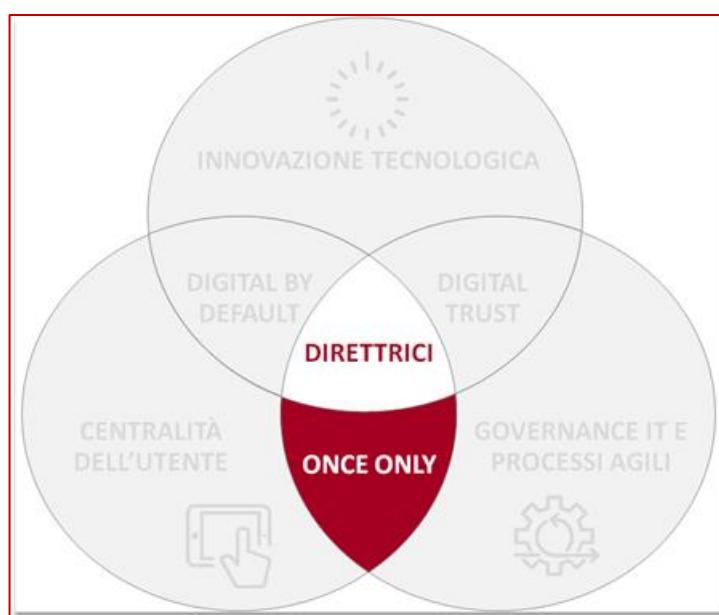 INNOVAZIONE TECNOLOGICA
DIGITAL BY
DEFAULT
DIGITAL
TRUST
DIRETTRICI
CENTRALITÀ
DELL'UTENTE
ONCE ONLY
GOVERNANCE IT E
PROCESSI AGILI